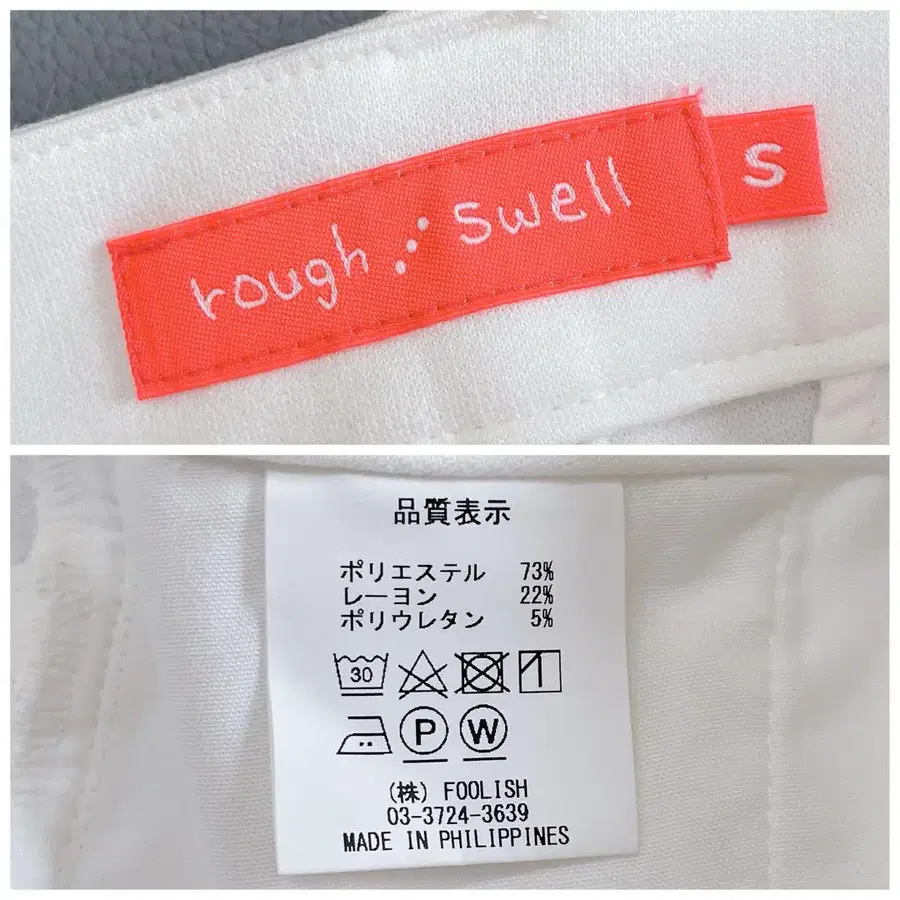 rough swell
S
品質表示
ポリエステル 73%
レーヨン 22%
ポリウレタン 5%
30
P W
(株) FOOLISH
03-3724-3639
MADE IN PHILIPPINES